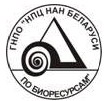 ГНПО "НПЦ НАН БЕЛАРУСИ
ПО БИОРЕСУРСАМ"